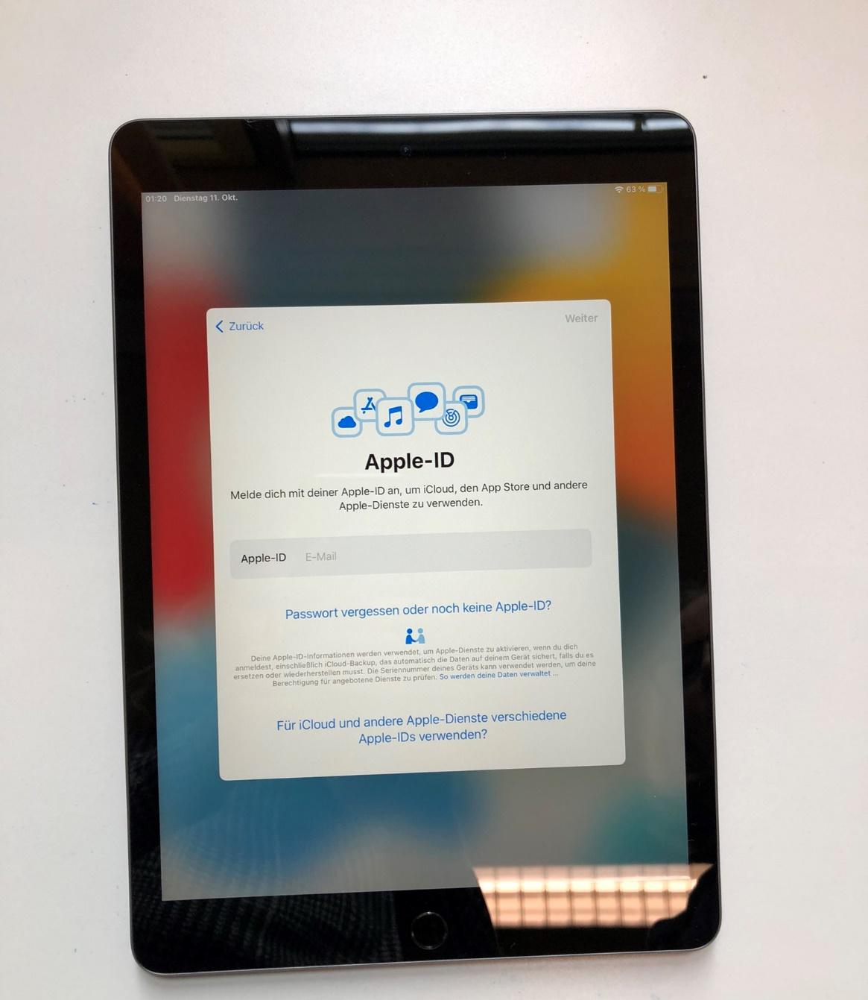 01:20 Dienstag 11. Okt.
63 %
Zurück
Weiter
Apple-ID
Melde dich mit deiner Apple-ID an, um iCloud, den App Store und andere
Apple-Dienste zu verwenden.
Apple-ID E-Mail
Passwort vergessen oder noch keine Apple-ID?
Deine Apple-ID-Informationen werden verwendet, um Apple-Dienste zu aktivieren, wenn du dich
anmeldest, einschließlich iCloud-Backup, das automatisch die Daten auf deinem Gerät sichert, falls du es
ersetzen oder wiederherstellen musst. Die Seriennummer deines Geräts kann verwendet werden, um deine
Berechtigung für angebotene Dienste zu prüfen. So werden deine Daten verwaltet ...
Für iCloud und andere Apple-Dienste verschiedene
Apple-IDs verwenden?